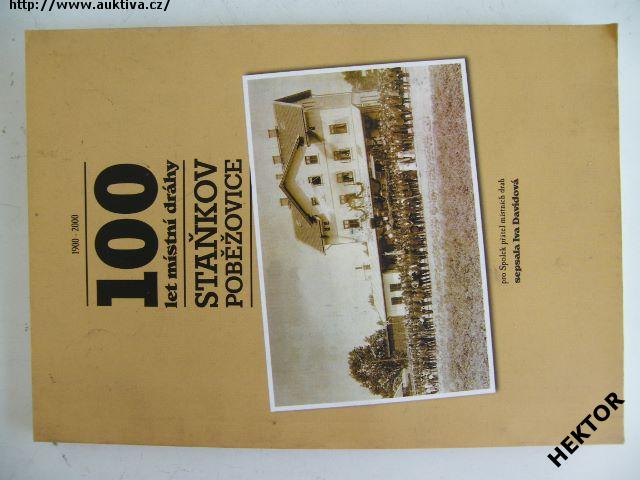 http://www.auktiva.cz/
1900 - 2000
100
let místní dráhy
STAŇKOV
POBĚŽOVICE
pro Spolek přátel místních drah
sepsala Iva Davidová
HEKTOR